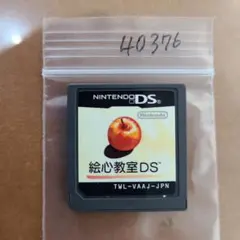 40376
NINTENDO DS
Nintendo
絵心教室DS
TWL-VAAJ-JPN